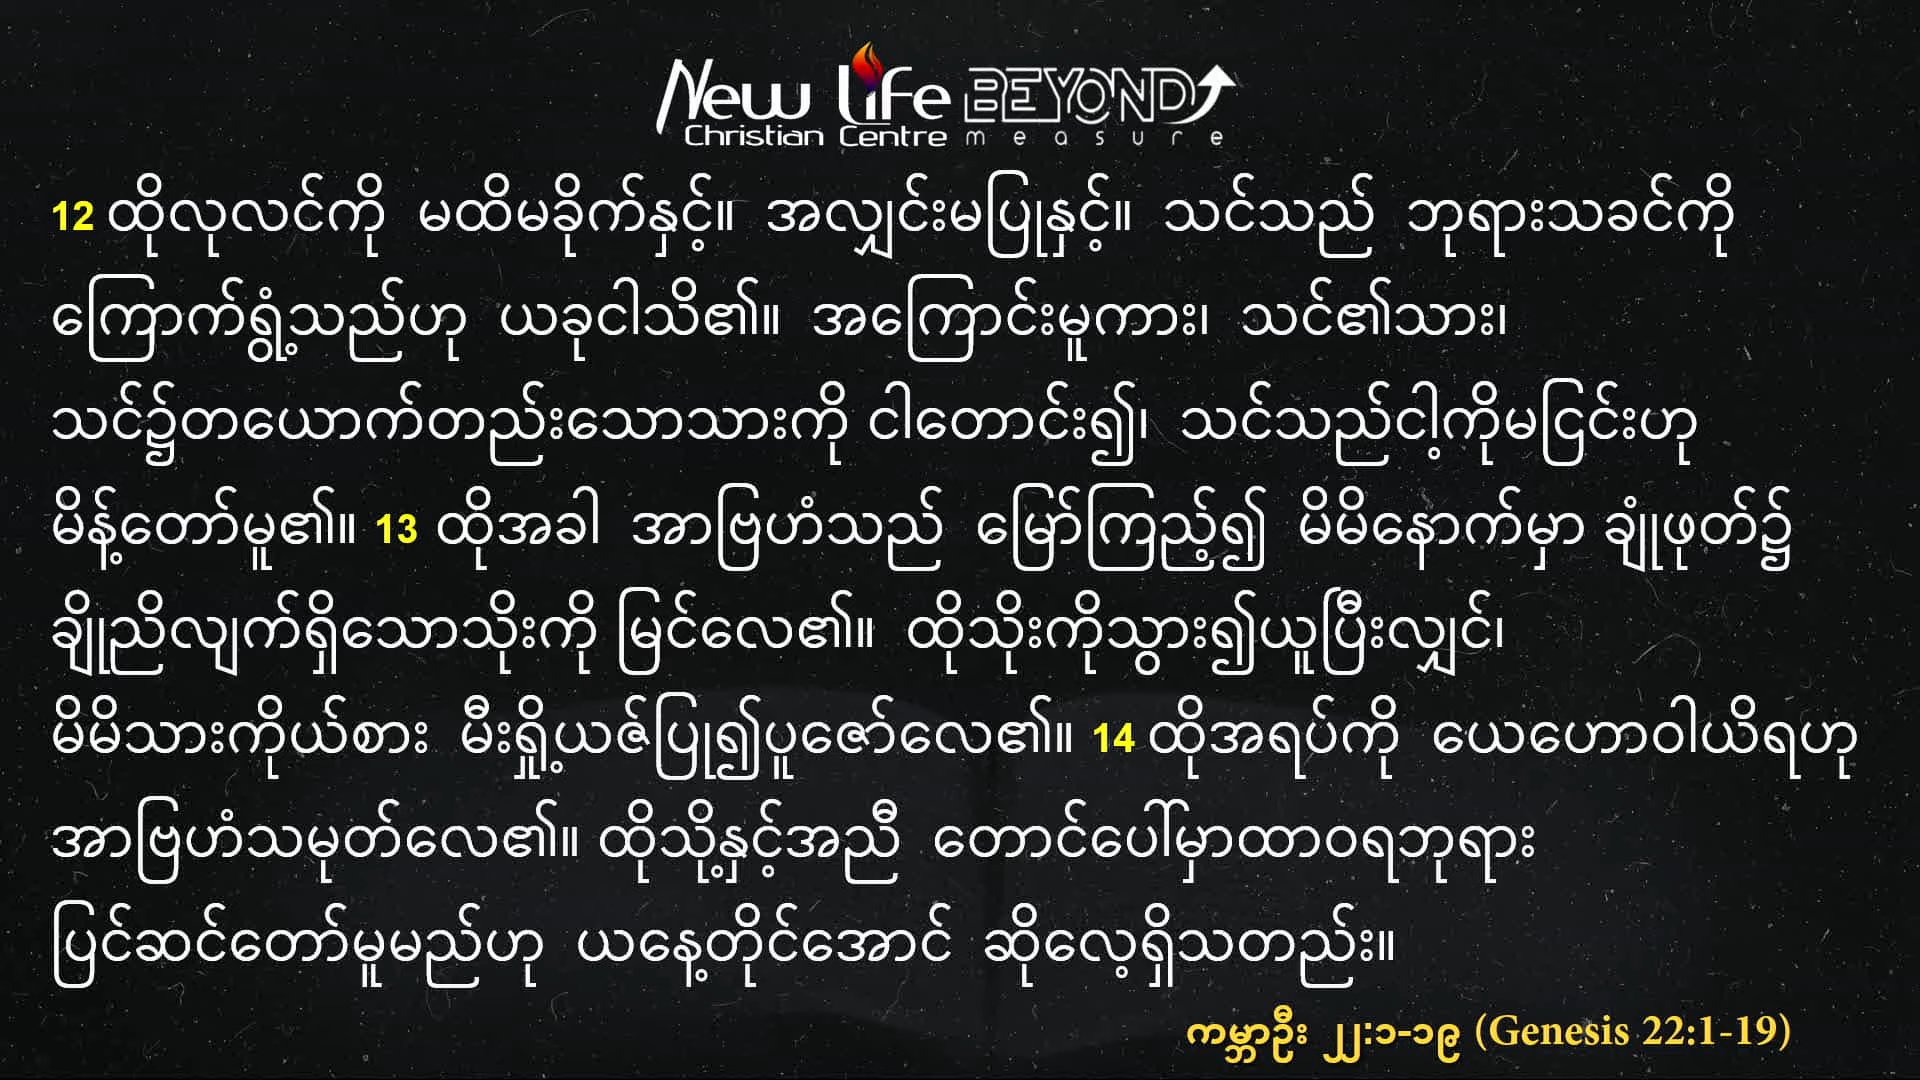 New Life BEYOND
Christian Centre measure
12 ထိုလုလင်ကို မထိမခိုက်နှင့်။ အလျှင်းမပြုနှင့်။ သင်သည် ဘုရားသခင်ကို
ကြောက်ရွံ့သည်ဟု ယခုငါသိ၏။ အကြောင်းမူကား၊ သင်၏သား၊
သင်၌တယောက်တည်းသောသားကို ငါတောင်း၍၊ သင်သည်ငါ့ကိုမငြင်းဟု
မိန့်တော်မူ၏။ 13 ထိုအခါ အာဗြဟံသည် မြော်ကြည့်၍ မိမိနောက်မှာ ချုံဖုတ်၌
ချိုညိလျက်ရှိသောသိုးကို မြင်လေ၏။ ထိုသိုးကိုသွား၍ယူပြီးလျှင်၊
မိမိသားကိုယ်စား မီးရှို့ယဇ်ပြု၍ပူဇော်လေ၏။ 14 ထိုအရပ်ကို ယေဟောဝါယိရဟု
အာဗြဟံသမုတ်လေ၏။ ထိုသို့နှင့်အညီ တောင်ပေါ်မှာထာဝရဘုရား
ပြင်ဆင်တော်မူမည်ဟု ယနေ့တိုင်အောင် ဆိုလေ့ရှိသတည်း။
ကမ္ဘာဦး ၂၂:၁-၁၉ (Genesis 22:1-19)